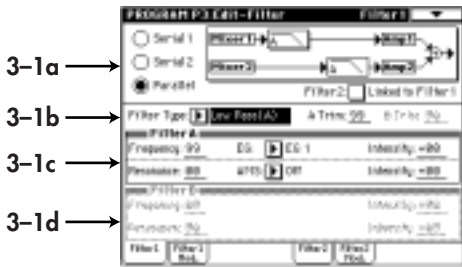 PROGRAM P3:Edit-Filter Filter1
Serial 1 Mixer1 A Amp1
3-1a
Serial 2
Parallel Mixer2 A Amp2
Filter2: Linked to Filter1
3-1b Filter Type: Low Pass(A) A Trim: 99 B Trim: 99
Filter A
Frequency: 99 EG: EG 1 Intensity: +00
3-1c
Resonance: 00 AMS: Off Intensity: +00
Filter B
Frequency: Intensity: +00
3-1d
Resonance: Intensity: +00
Filter1 Filter1 Mod. Filter2 Filter2 Mod.